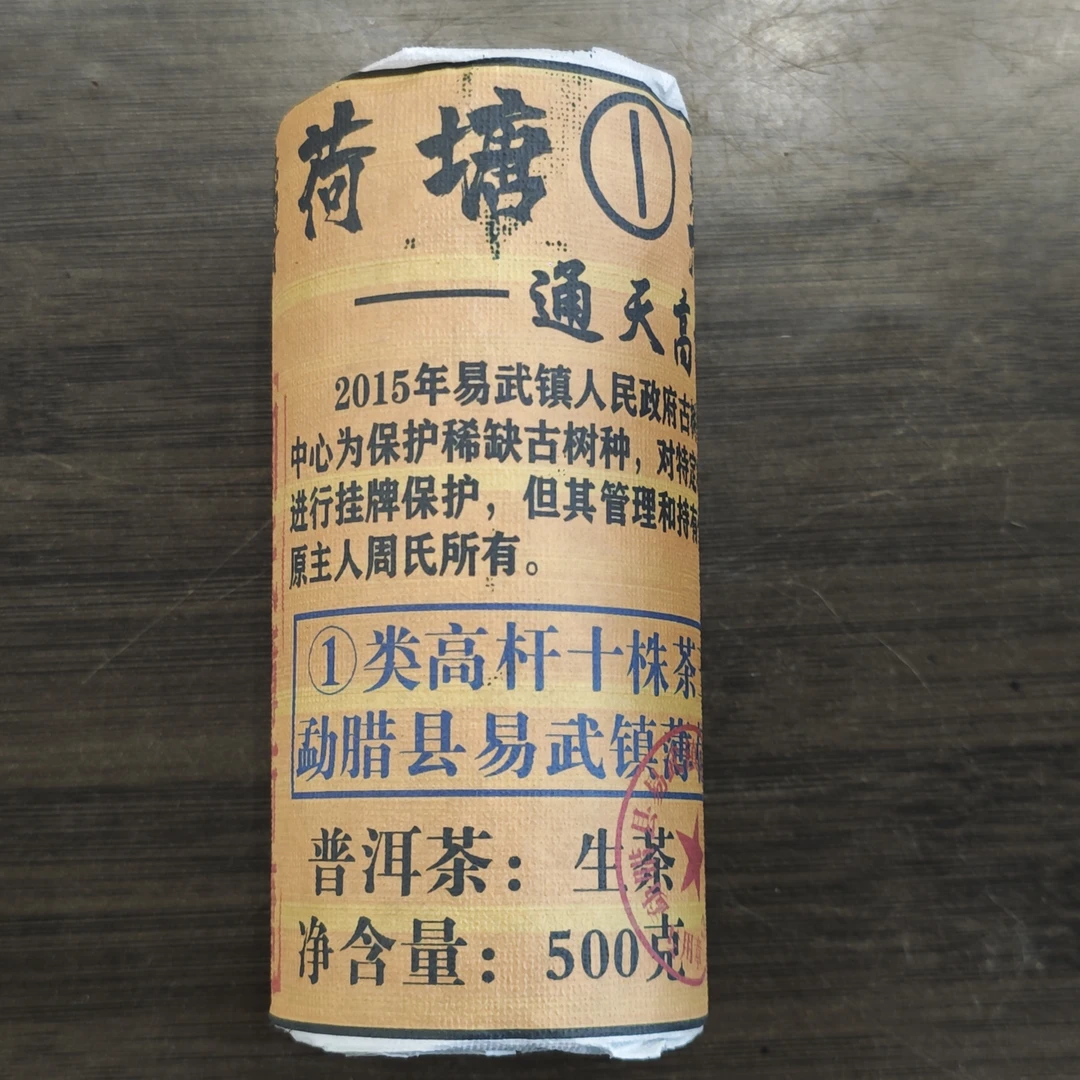 荷塘①
——通天高
2015年易武镇人民政府古
中心为保护稀缺古树种，对特定
进行挂牌保护，但其管理和持有
原主人周氏所有。
①类高杆十株茶
勐腊县易武镇薄
普洱茶：生茶
净含量：500克